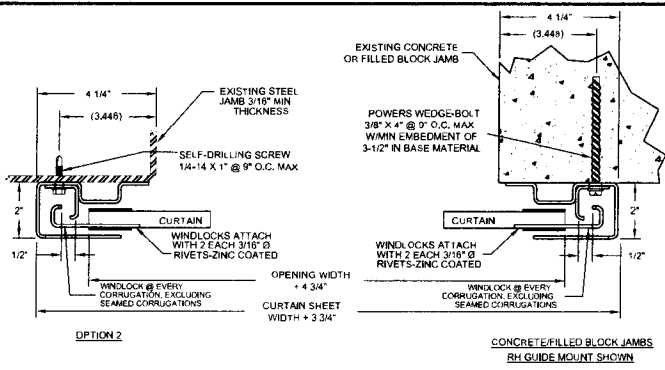 4 1/4"
(3.446)
EXISTING STEEL
JAMB 3/16" MIN
THICKNESS
SELF-DRILLING SCREW
1/4-14 X 1" @ 9" O.C. MAX
2"
1/2"
CURTAIN
WINDLOCKS ATTACH
WITH 2 EACH 3/16" Ø
RIVETS-ZINC COATED
WINDLOCK @ EVERY
CORRUGATION, EXCLUDING
SEAMED CORRUGATIONS
OPTION 2
OPENING WIDTH
+ 4 3/4"
CURTAIN SHEET
WIDTH + 3 3/4"
4 1/4"
(3.446)
EXISTING CONCRETE
OR FILLED BLOCK JAMB
POWERS WEDGE-BOLT
3/8" X 4" @ 9" O.C. MAX
W/MIN EMBEDMENT OF
3-1/2" IN BASE MATERIAL
CURTAIN
2"
1/2"
WINDLOCKS ATTACH
WITH 2 EACH 3/16" Ø
RIVETS-ZINC COATED
WINDLOCK @ EVERY
CORRUGATION, EXCLUDING
SEAMED CORRUGATIONS
CONCRETE/FILLED BLOCK JAMBS
RH GUIDE MOUNT SHOWN